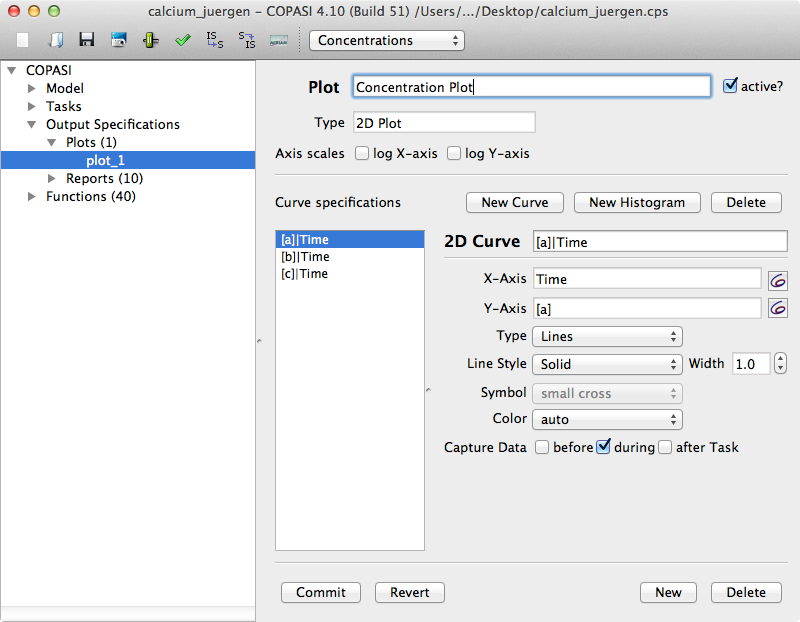 calcium_juergen – COPASI 4.10 (Build 51) /Users/.../Desktop/calcium_juergen.cps
Concentrations
COPASI
Model
Tasks
Output Specifications
Plots (1)
plot_1
Reports (10)
Functions (40)
Plot Concentration Plot active?
Type 2D Plot
Axis scales log X-axis log Y-axis
Curve specifications New Curve New Histogram Delete
[a]|Time
[b]|Time
[c]|Time
2D Curve [a]|Time
X-Axis Time
Y-Axis [a]
Type Lines
Line Style Solid Width 1.0
Symbol small cross
Color auto
Capture Data before during after Task
Commit Revert New Delete